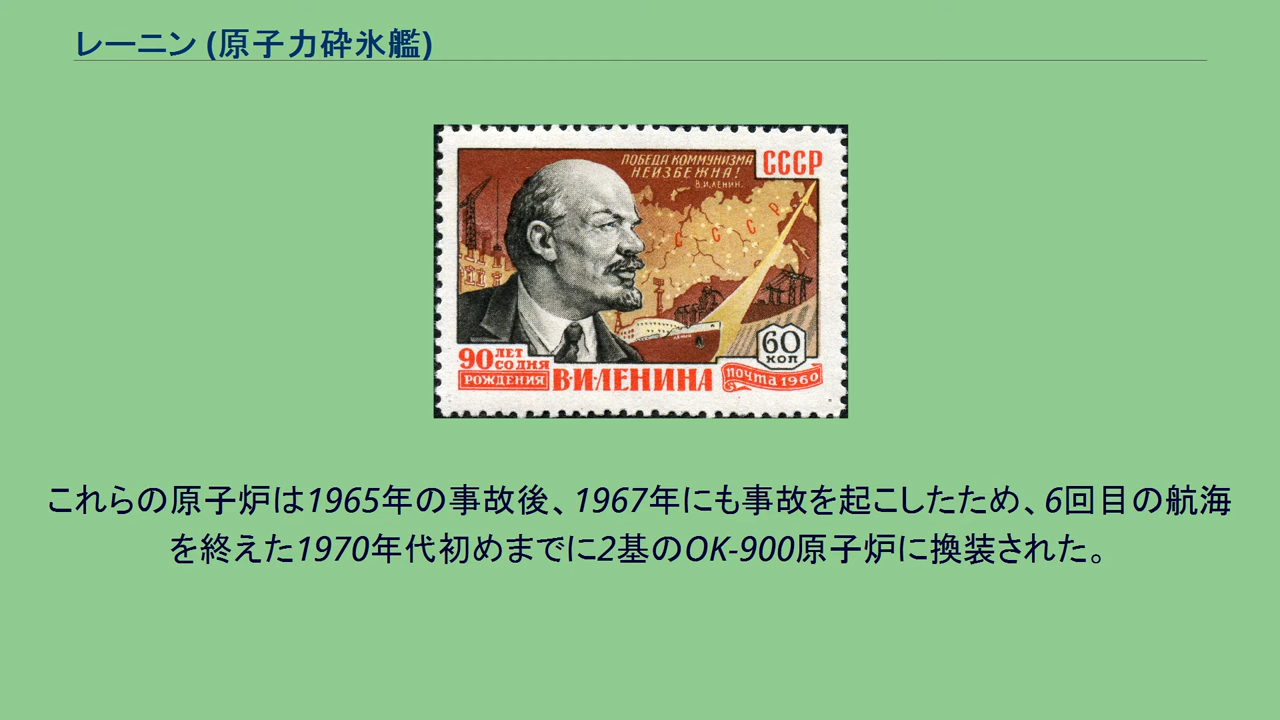 レーニン (原子力砕氷艦)
ПОБЕДА КОММУНИЗМА
НЕИЗБЕЖНА!
В.И.ЛЕНИН.
СССР
С С С Р
60
КОП
90 ЛЕТ
СО ДНЯ
РОЖДЕНИЯ В·И·ЛЕНИНА
ПОЧТА 1960
これらの原子炉は1965年の事故後、1967年にも事故を起こしたため、6回目の航海
を終えた1970年代初めまでに2基のOK-900原子炉に換装された。